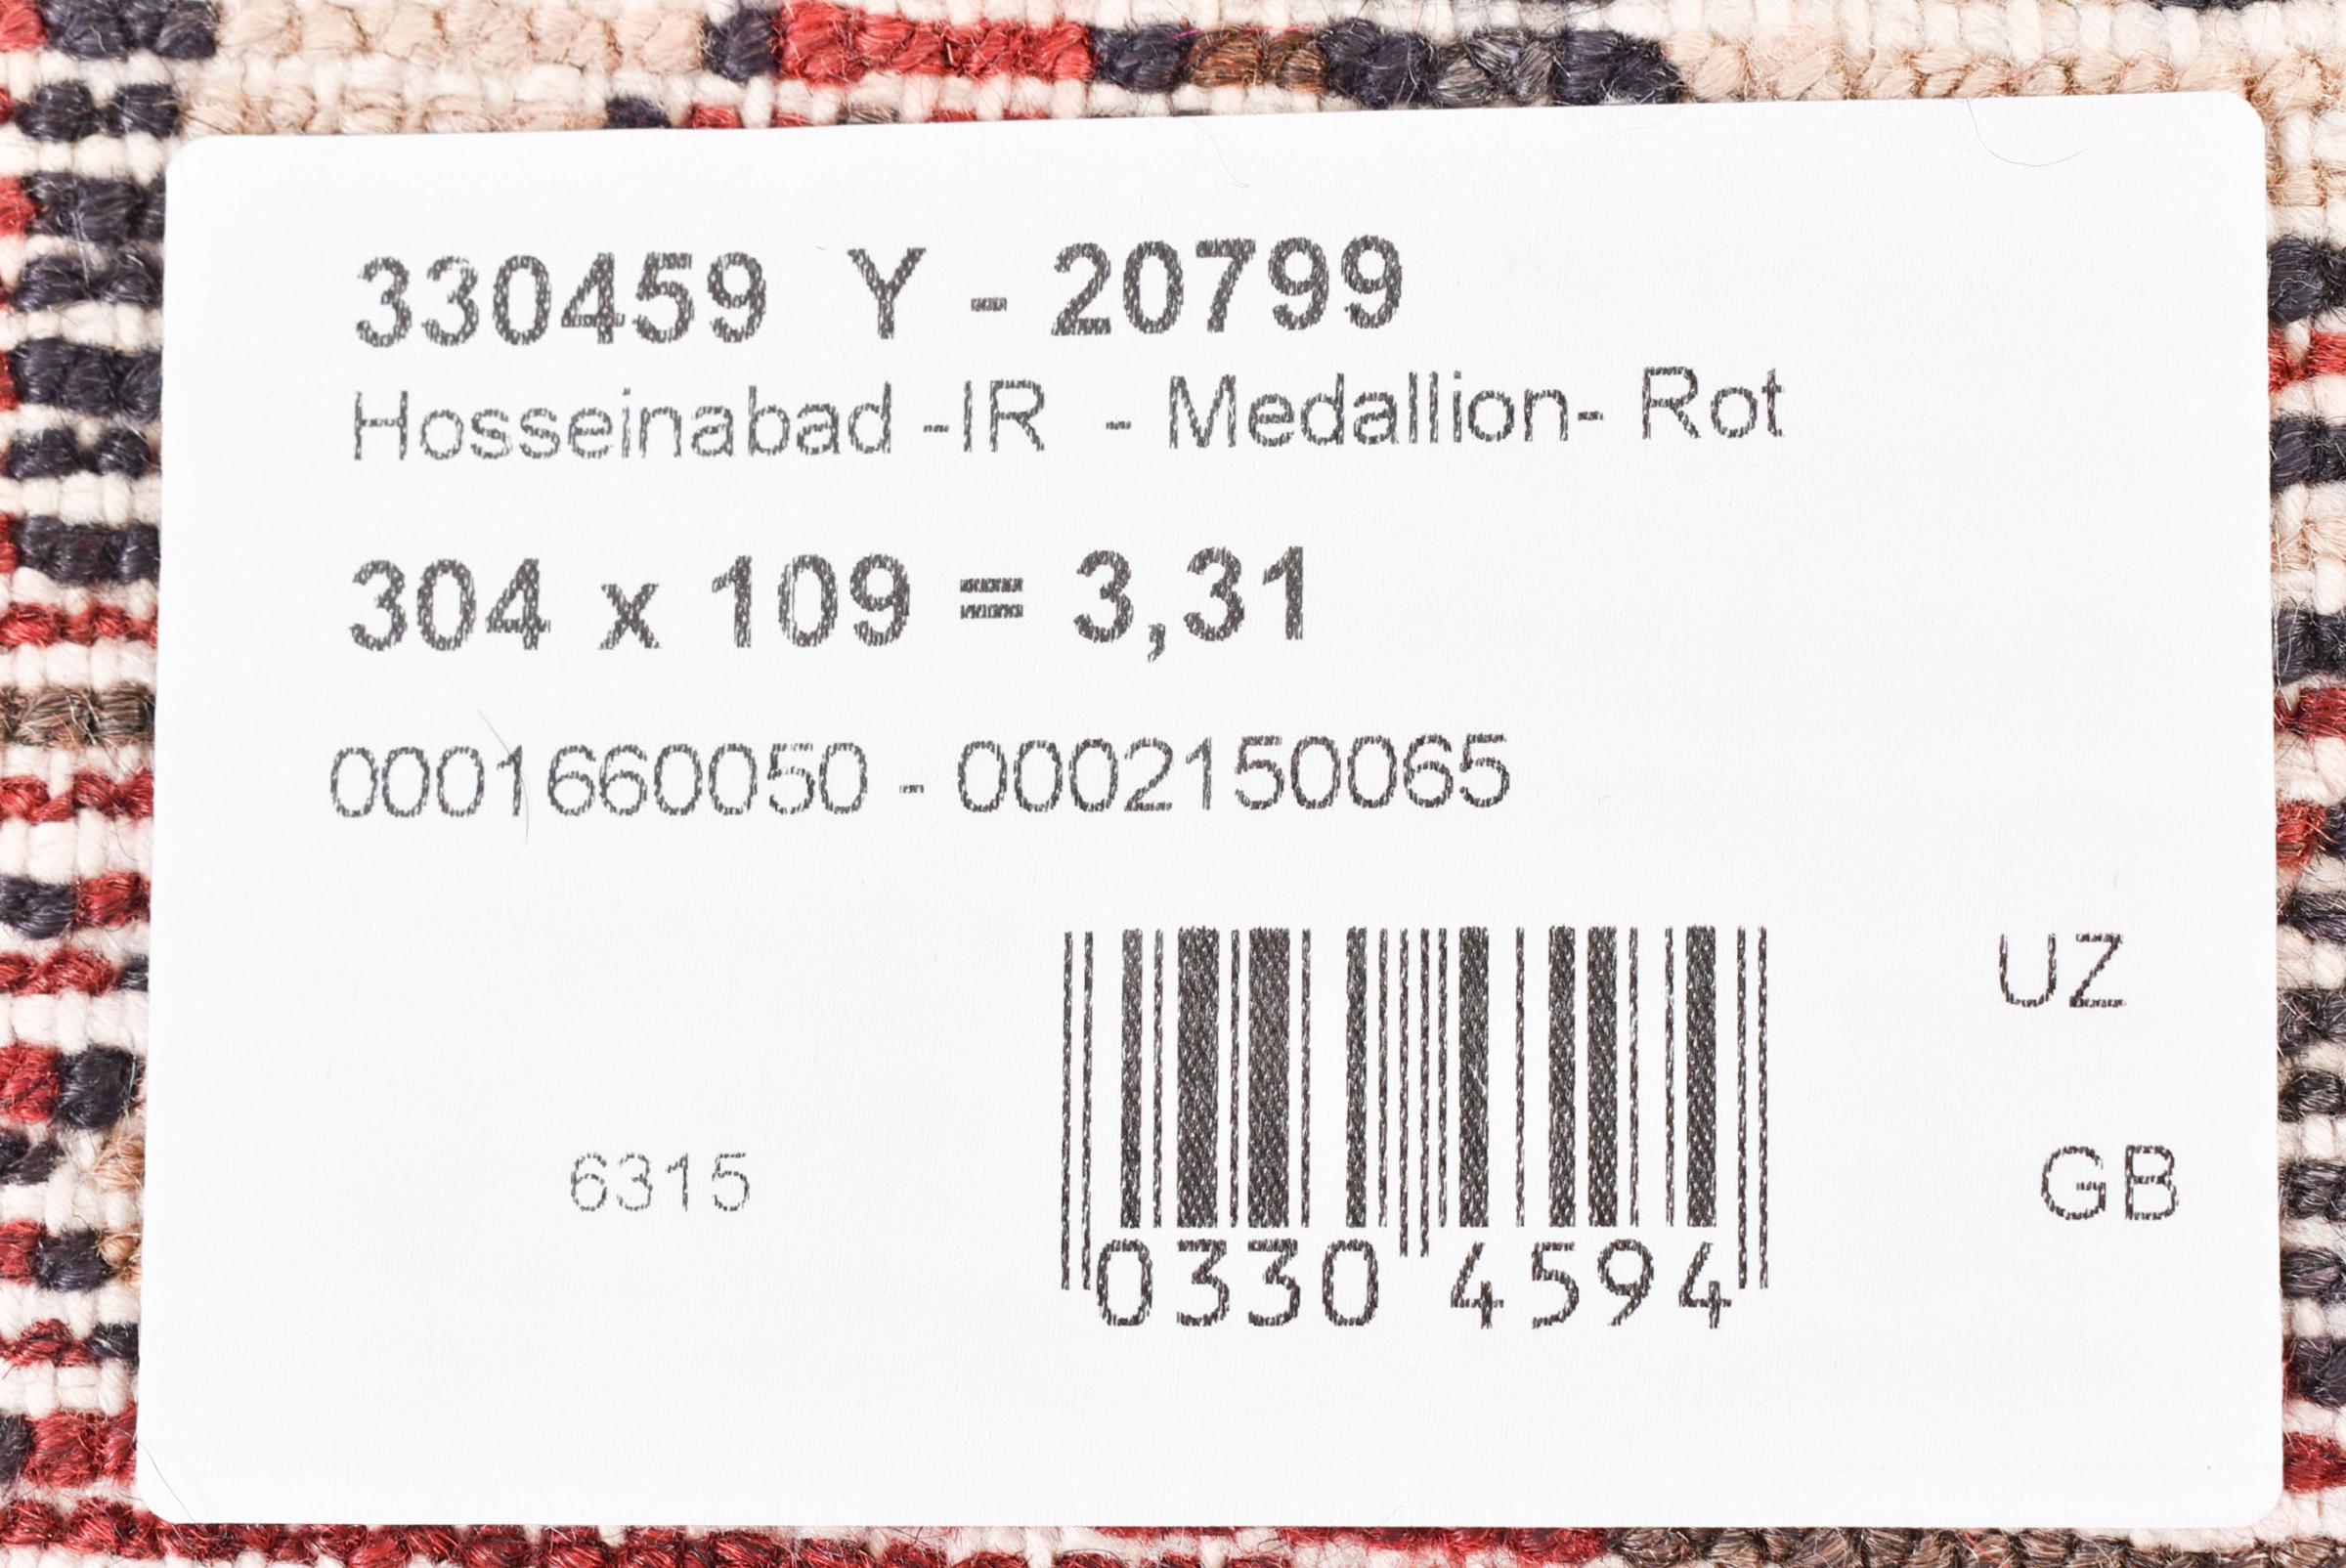 330459 Y - 20799
Hosseinabad -IR - Medallion- Rot
304 x 109 = 3,31
0001660050 - 0002150065
UZ
6315
GB
0330 4594